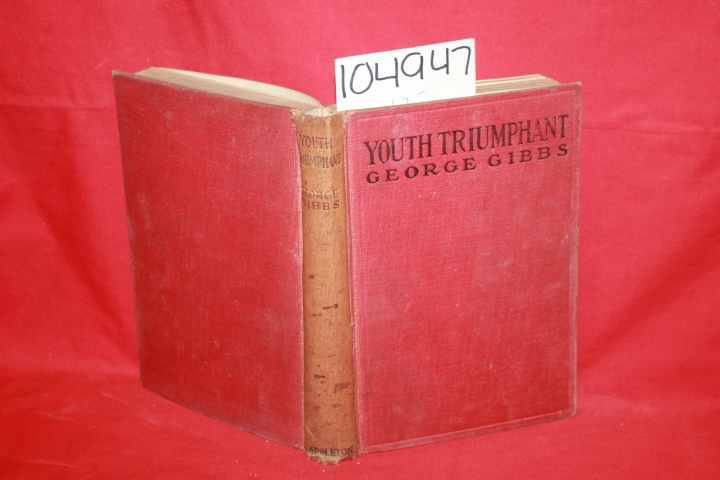 104947
YOUTH TRIUMPHANT
GEORGE GIBBS
YOUTH
TRIUMPHANT
GEORGE
GIBBS
APPLETON